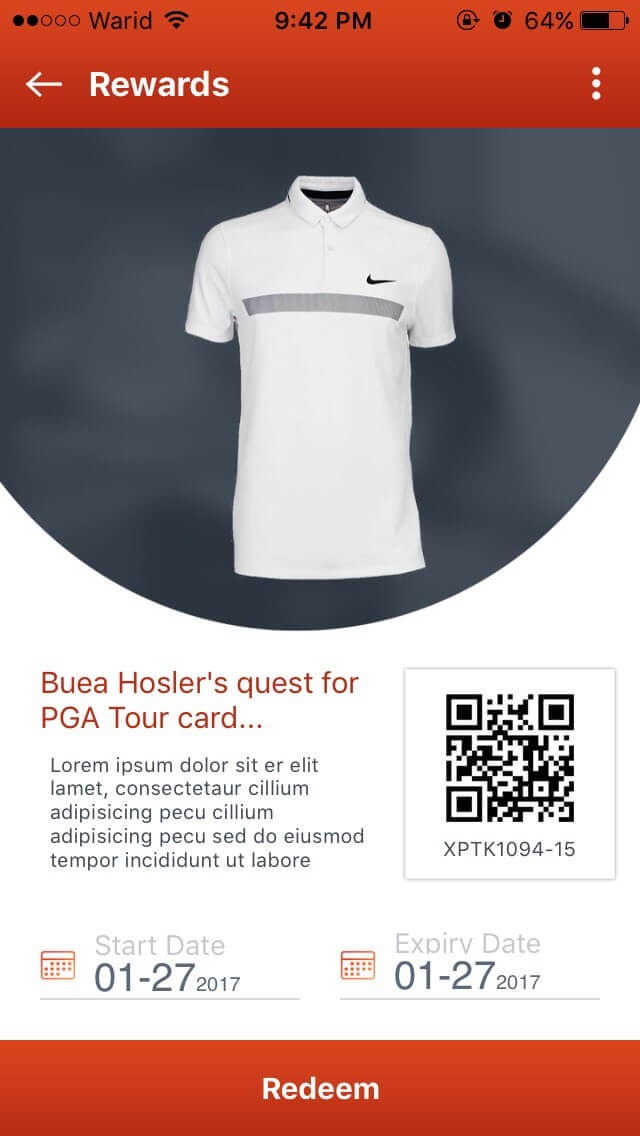 Warid 9:42 PM 64%
Rewards
Buea Hosler's quest for
PGA Tour card...
Lorem ipsum dolor sit er elit
lamet, consectetaur cillium
adipisicing pecu cillium
adipisicing pecu sed do eiusmod
tempor incididunt ut labore
XPTK1094-15
Start Date
01-27 2017
Expiry Date
01-27 2017
Redeem